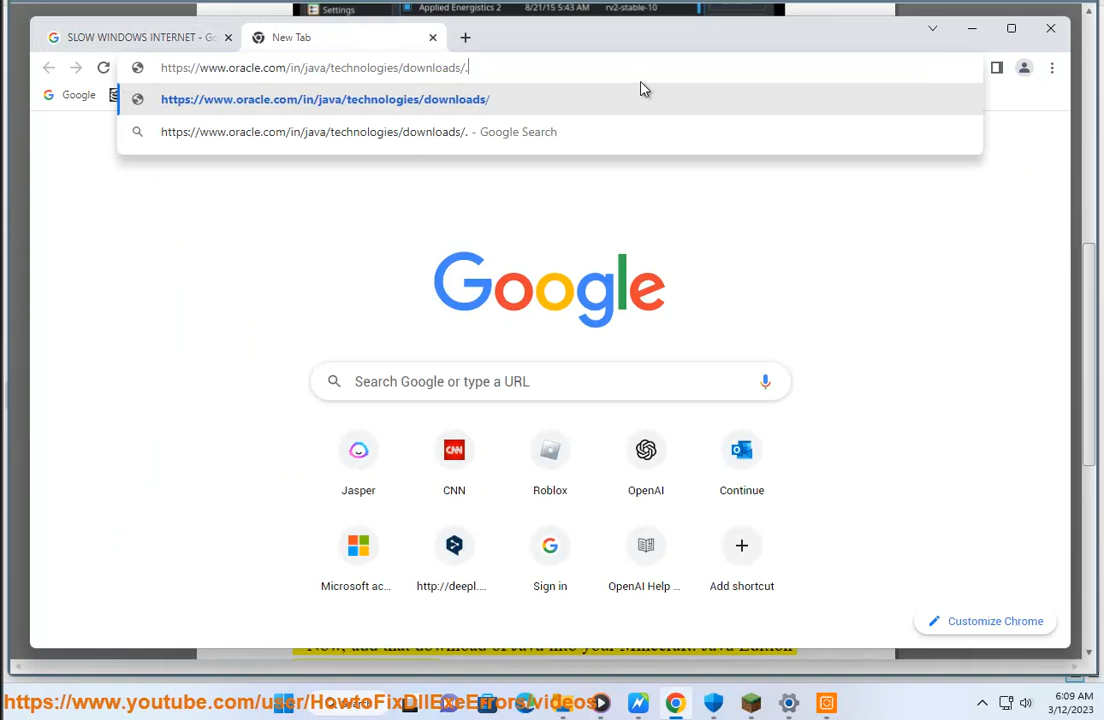 Settings
Applied Energistics 2
8/21/15 5:43 AM
rv2-stable-10
SLOW WINDOWS INTERNET - Go
New Tab
https://www.oracle.com/in/java/technologies/downloads/.
Google
https://www.oracle.com/in/java/technologies/downloads/
https://www.oracle.com/in/java/technologies/downloads/. - Google Search
Google
Search Google or type a URL
Jasper
CNN
CNN
Roblox
OpenAI
Continue
Microsoft ac...
http://deepl....
Sign in
OpenAI Help ...
Add shortcut
Customize Chrome
Now, add that download of Java into your Minecraft: Java Edition
https://www.youtube.com/user/HowtoFixDllExeErrors/videos
6:09 AM
3/12/2023